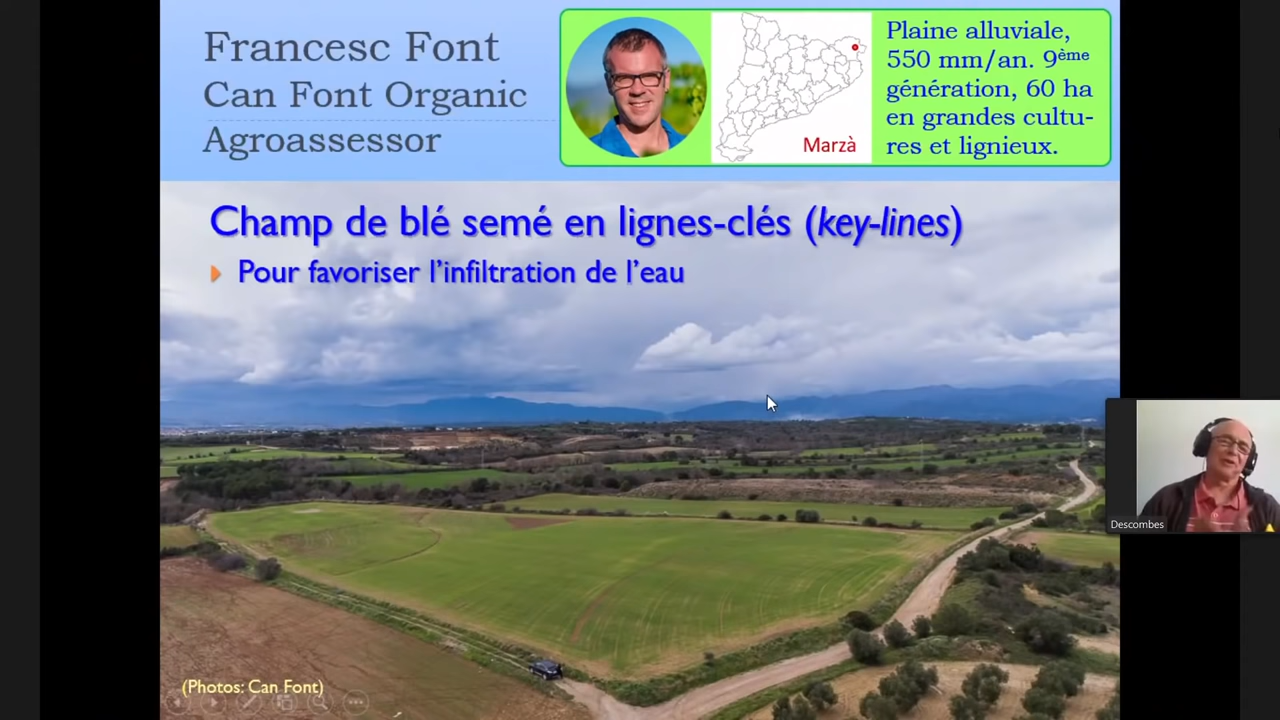 Francesc Font
Can Font Organic
Agroassessor
Marzà
Plaine alluviale,
550 mm/an. 9ème
génération, 60 ha
en grandes cultu-
res et lignieux.
Champ de blé semé en lignes-clés (key-lines)
Pour favoriser l'infiltration de l'eau
Descombes
(Photos: Can Font)